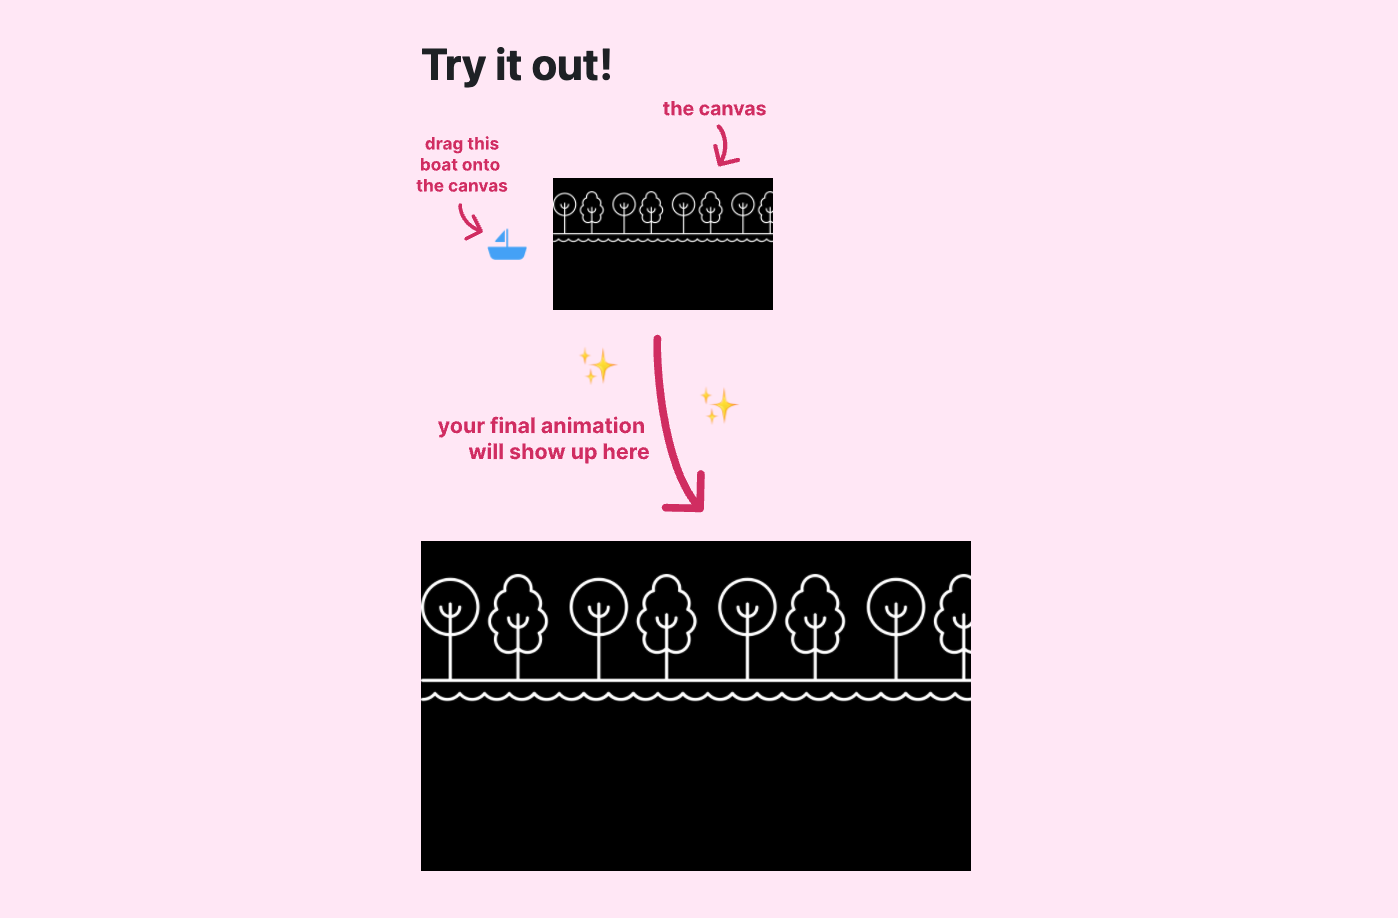 Try it out!
the canvas
drag this
boat onto
the canvas
your final animation
will show up here